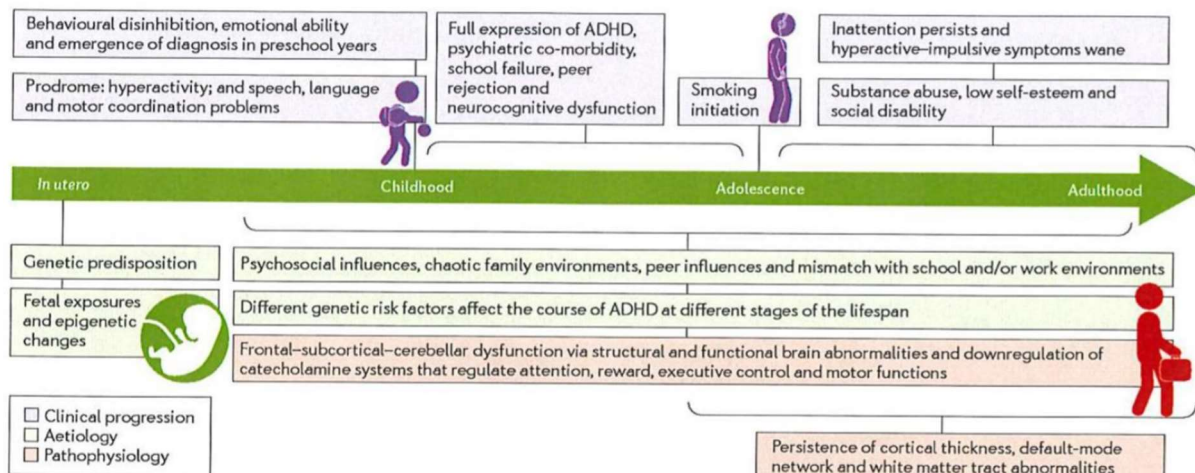 Behavioural disinhibition, emotional ability
and emergence of diagnosis in preschool years
Prodrome: hyperactivity; and speech, language
and motor coordination problems
Full expression of ADHD,
psychiatric co-morbidity,
school failure, peer
rejection and
neurocognitive dysfunction
Smoking
initiation
Inattention persists and
hyperactive–impulsive symptoms wane
Substance abuse, low self-esteem and
social disability
In utero
Childhood
Adolescence
Adulthood
Genetic predisposition
Fetal exposures
and epigenetic
changes
Psychosocial influences, chaotic family environments, peer influences and mismatch with school and/or work environments
Different genetic risk factors affect the course of ADHD at different stages of the lifespan
Frontal–subcortical–cerebellar dysfunction via structural and functional brain abnormalities and downregulation of
catecholamine systems that regulate attention, reward, executive control and motor functions
Clinical progression
Aetiology
Pathophysiology
Persistence of cortical thickness, default-mode
network and white matter tract abnormalities